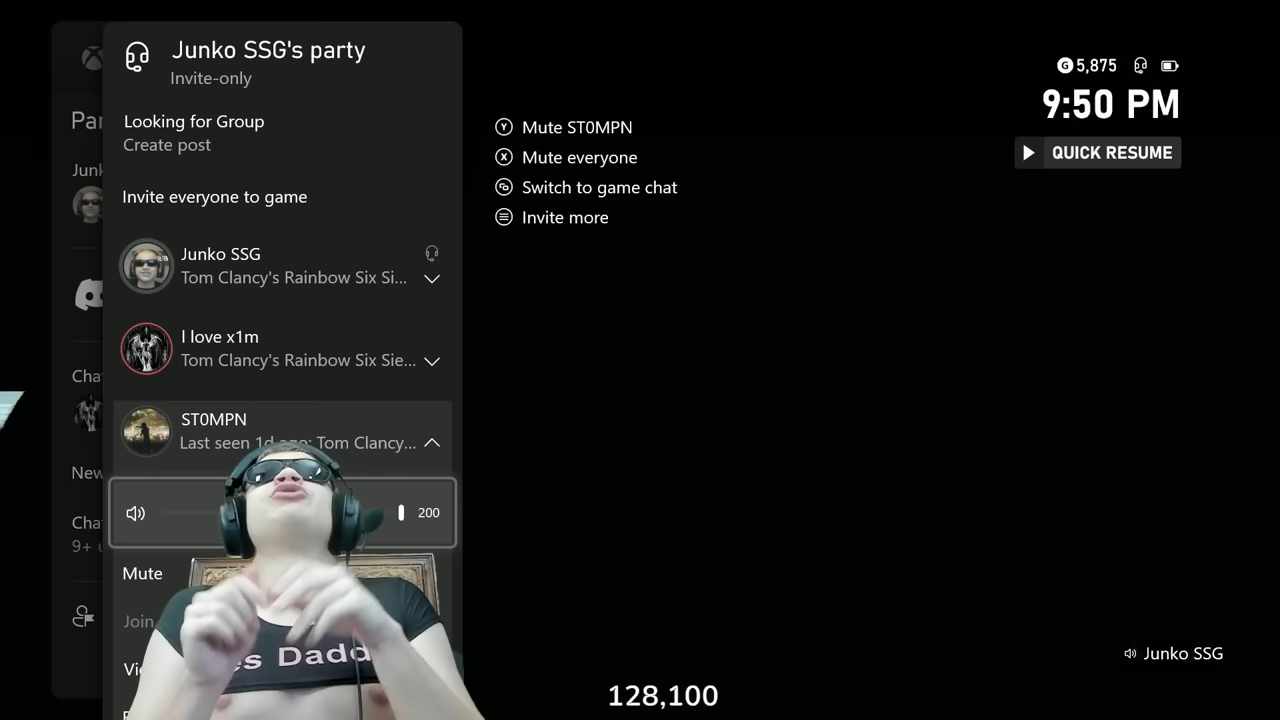 Junko SSG's party
Invite-only
Looking for Group
Create post
Invite everyone to game
Junko SSG
Tom Clancy's Rainbow Six Si...
I love x1m
Tom Clancy's Rainbow Six Sie...
ST0MPN
Last seen 1d ago: Tom Clancy...
200
Mute
Join
Mute ST0MPN
Mute everyone
Switch to game chat
Invite more
G 5,875
9:50 PM
QUICK RESUME
Junko SSG
128,100